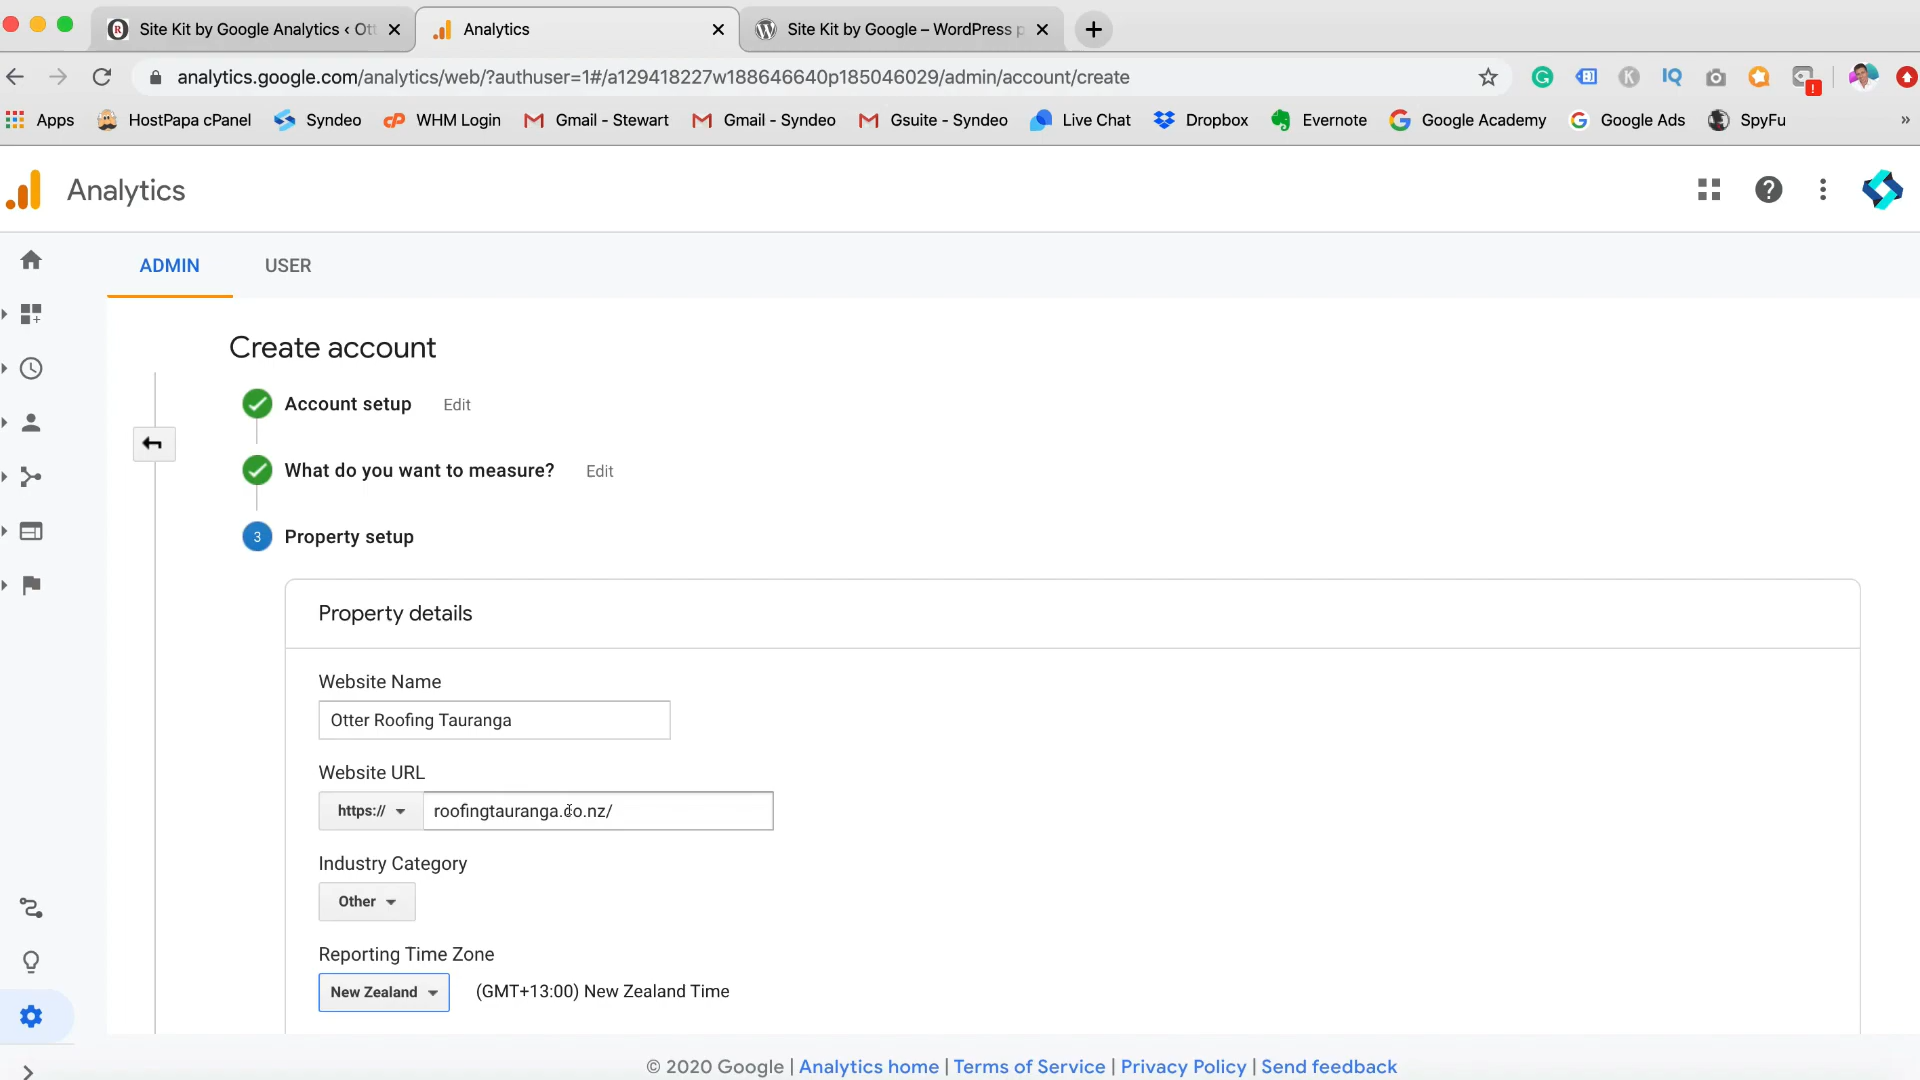 Site Kit by Google Analytics ‹ Ott
Analytics
Site Kit by Google – WordPress p
analytics.google.com/analytics/web/?authuser=1#/a129418227w188646640p185046029/admin/account/create
Apps HostPapa cPanel Syndeo WHM Login Gmail - Stewart Gmail - Syndeo Gsuite - Syndeo Live Chat Dropbox Evernote Google Academy Google Ads SpyFu »
Analytics
ADMIN USER
Create account
Account setup Edit
What do you want to measure? Edit
3 Property setup
Property details
Website Name
Otter Roofing Tauranga
Website URL
https:// roofingtauranga.co.nz/
Industry Category
Other
Reporting Time Zone
New Zealand (GMT+13:00) New Zealand Time
© 2020 Google | Analytics home | Terms of Service | Privacy Policy | Send feedback